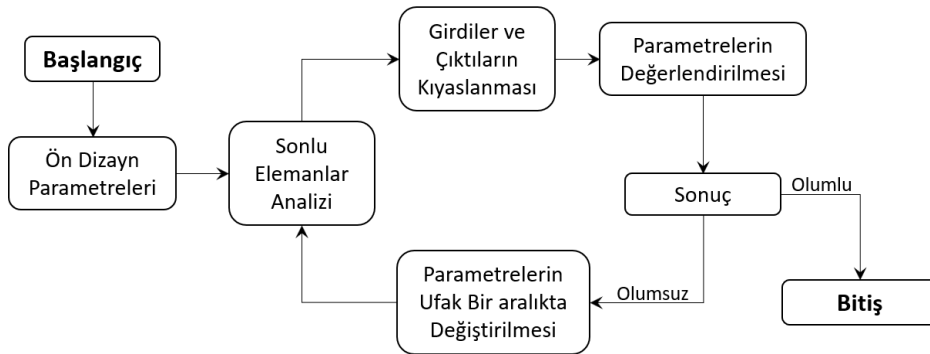 Başlangıç
Ön Dizayn
Parametreleri
Sonlu
Elemanlar
Analizi
Girdiler ve
Çıktıların
Kıyaslanması
Parametrelerin
Değerlendirilmesi
Sonuç
Olumlu
Bitiş
Olumsuz
Parametrelerin
Ufak Bir aralıkta
Değiştirilmesi